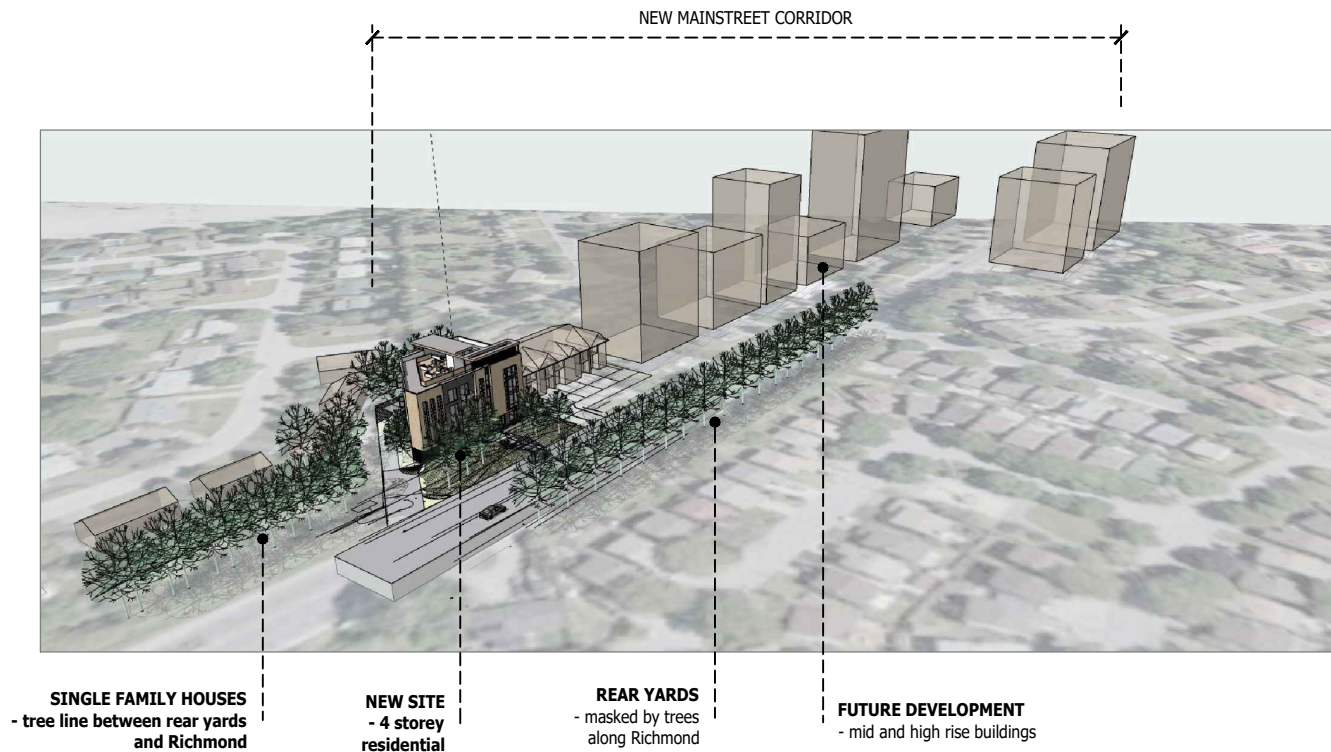 NEW MAINSTREET CORRIDOR
SINGLE FAMILY HOUSES
- tree line between rear yards
and Richmond
NEW SITE
- 4 storey
residential
REAR YARDS
- masked by trees
along Richmond
FUTURE DEVELOPMENT
- mid and high rise buildings